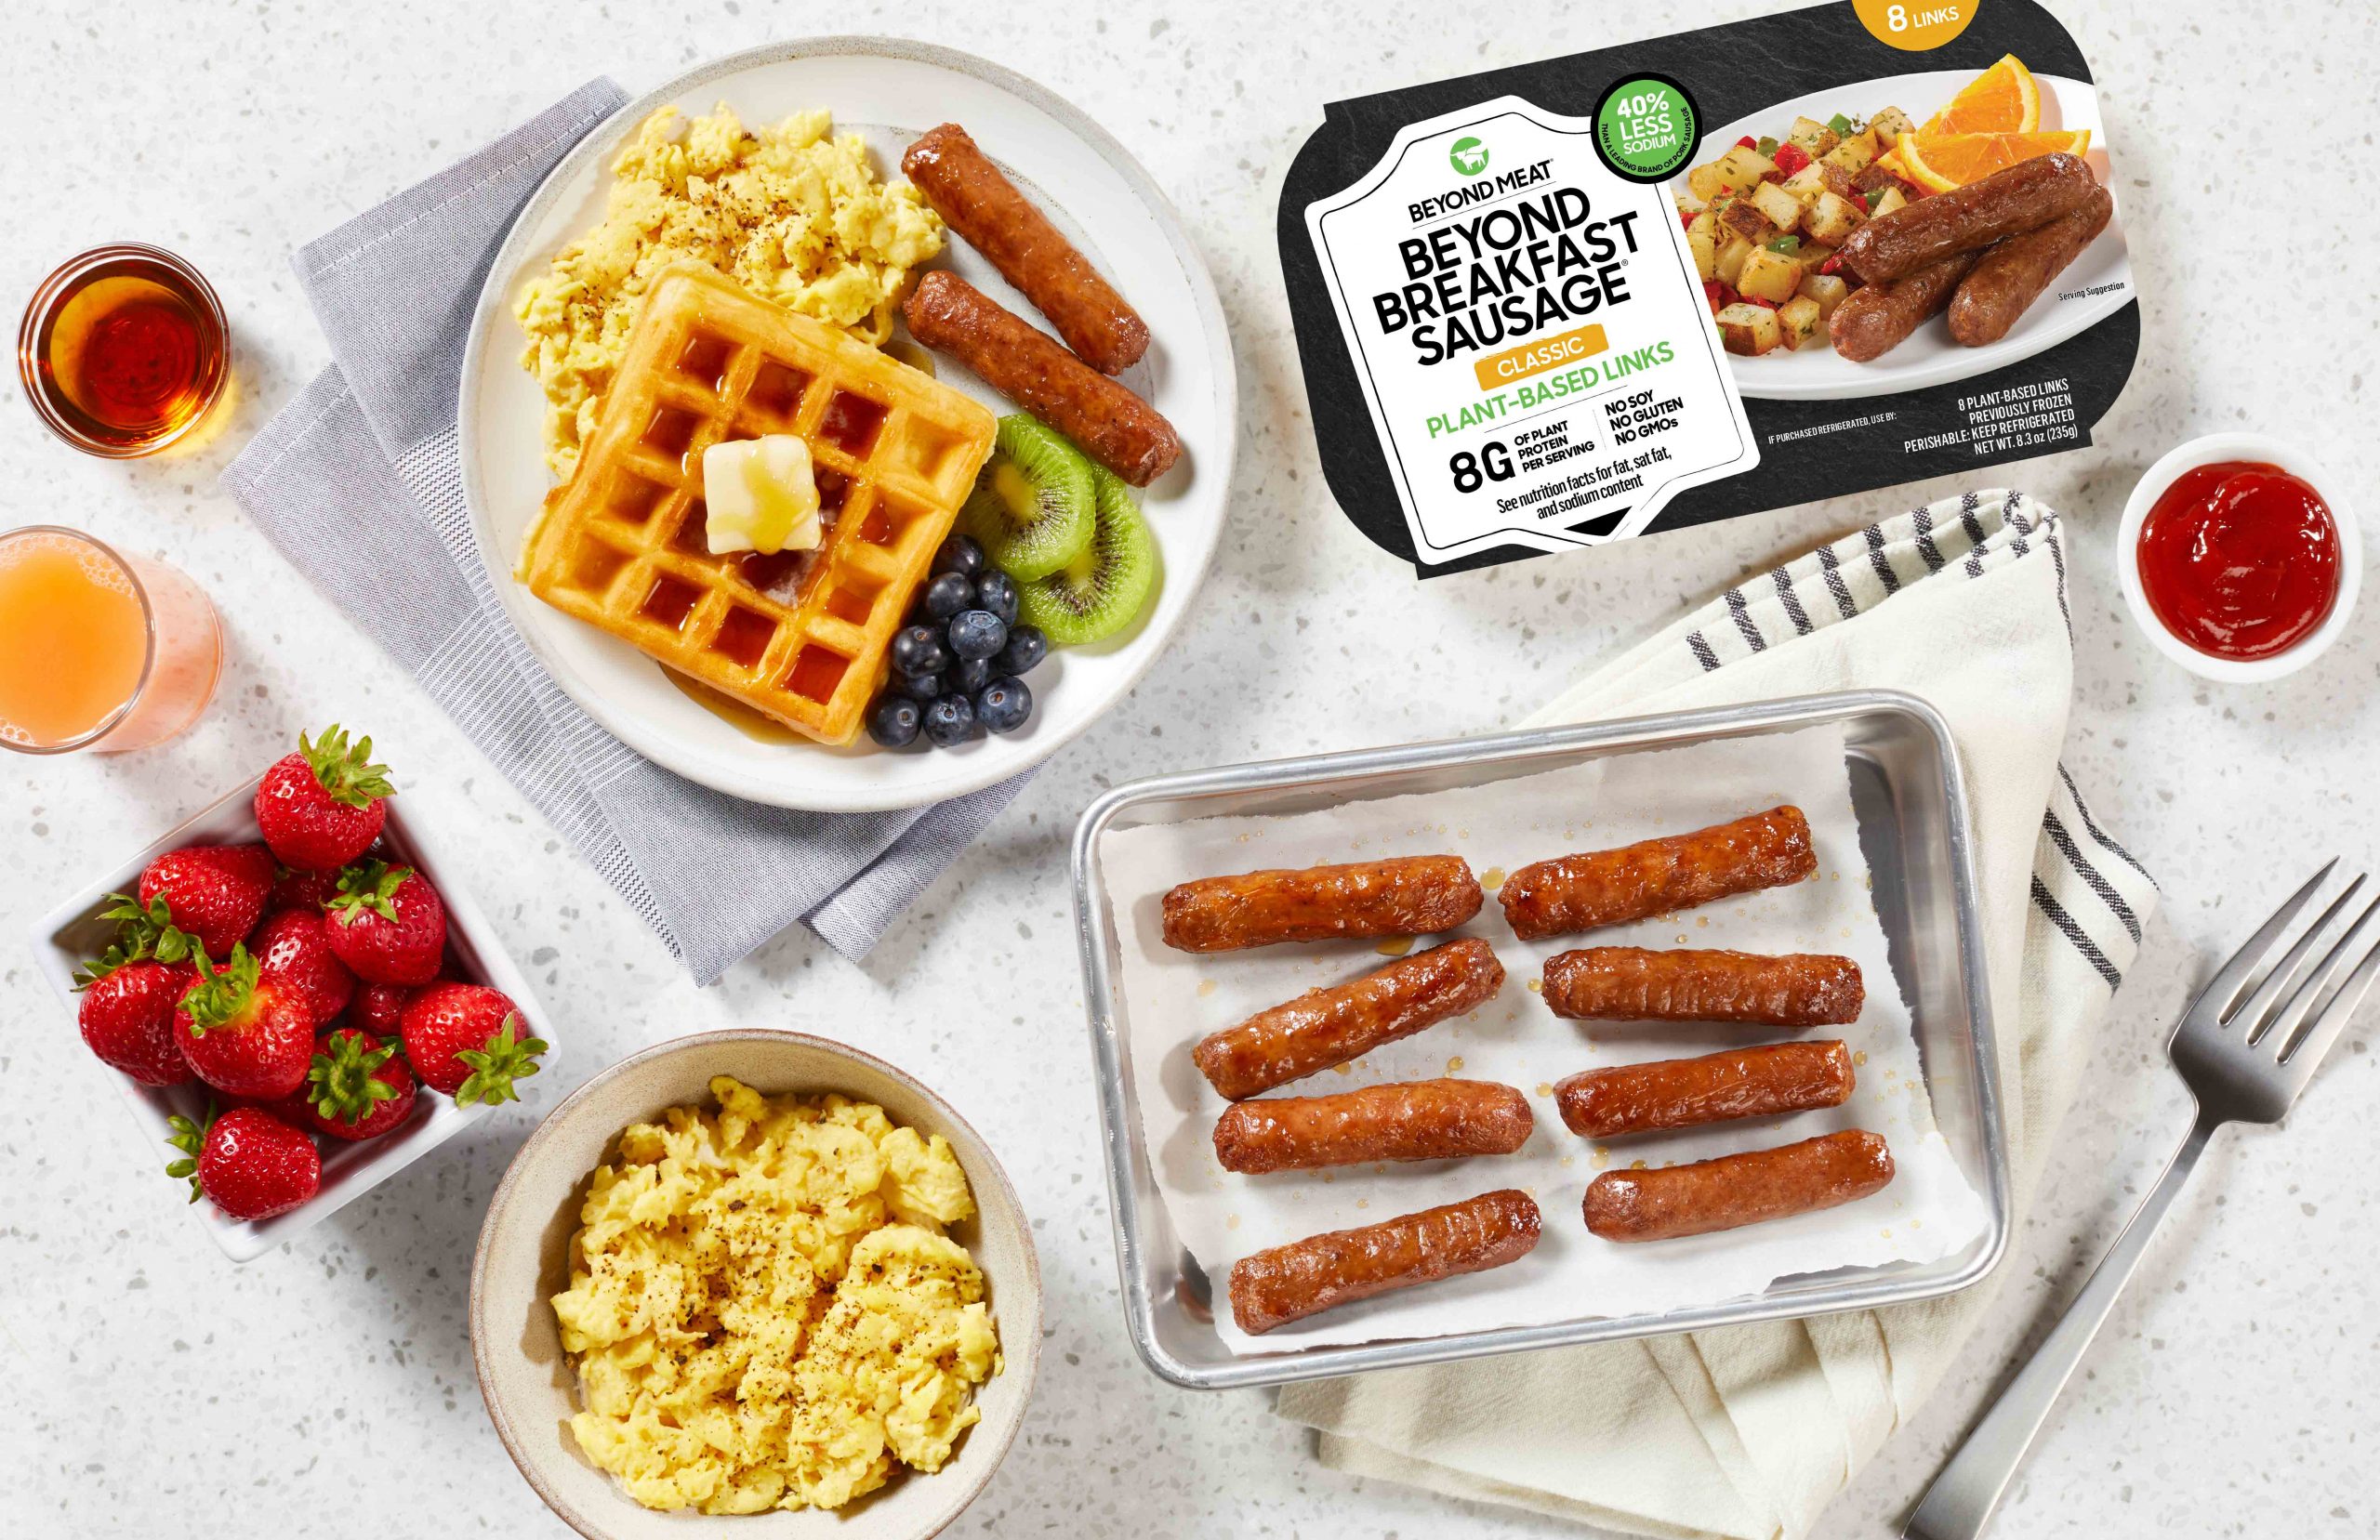 8 LINKS
40%
LESS
SODIUM
THAN A LEADING BRAND OF PORK SAUSAGE
BEYOND MEAT
BEYOND
BREAKFAST
SAUSAGE®
CLASSIC
PLANT-BASED LINKS
8G OF PLANT
PROTEIN
PER SERVING
NO SOY
NO GLUTEN
NO GMOs
See nutrition facts for fat, sat fat,
and sodium content
Serving Suggestion
IF PURCHASED REFRIGERATED, USE BY:
8 PLANT-BASED LINKS
PREVIOUSLY FROZEN
PERISHABLE: KEEP REFRIGERATED
NET WT. 8.3 oz (235g)